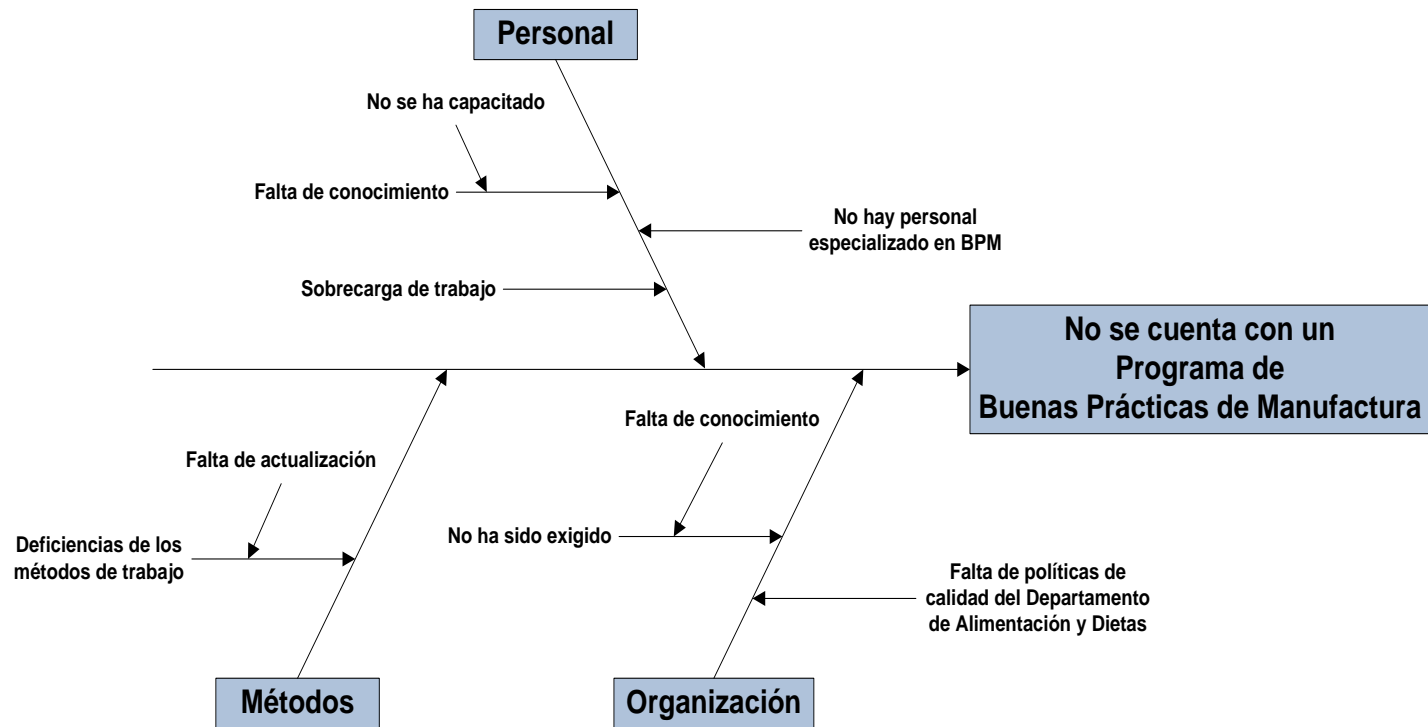 Personal
No se ha capacitado
Falta de conocimiento
No hay personal
especializado en BPM
Sobrecarga de trabajo
No se cuenta con un
Programa de
Buenas Prácticas de Manufactura
Falta de conocimiento
Falta de actualización
No ha sido exigido
Deficiencias de los
métodos de trabajo
Falta de políticas de
calidad del Departamento
de Alimentación y Dietas
Métodos
Organización